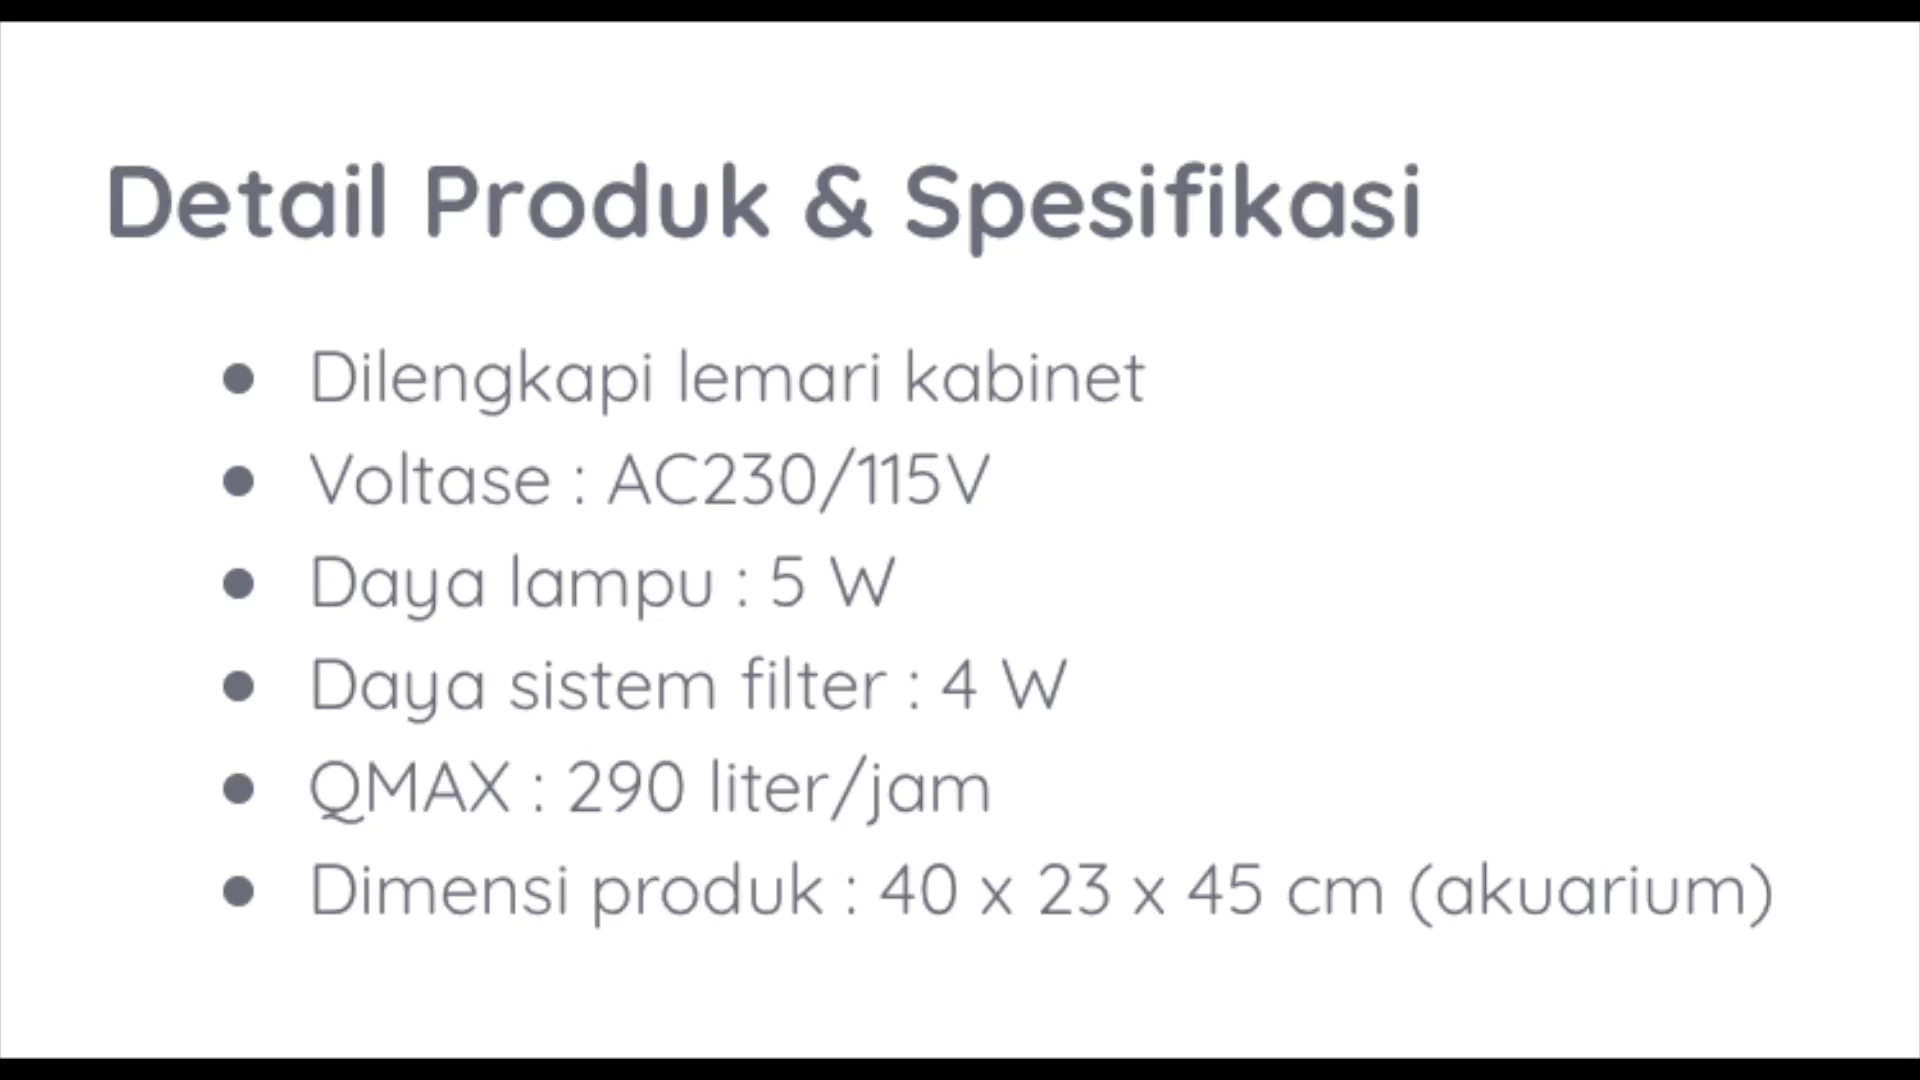 Detail Produk & Spesifikasi
● Dilengkapi lemari kabinet
● Voltase : AC230/115V
● Daya lampu : 5 W
● Daya sistem filter : 4 W
● QMAX : 290 liter/jam
● Dimensi produk : 40 x 23 x 45 cm (akuarium)